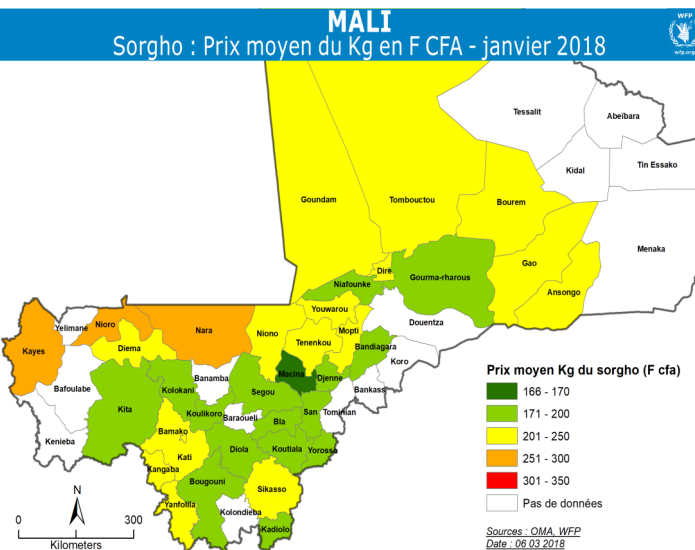 MALI
Sorgho : Prix moyen du Kg en F CFA - janvier 2018
WFP
wfp.org
Tessalit
Abeïbara
Kidal
Tin Essako
Goundam
Tombouctou
Bourem
Menaka
Gao
Dire
Gourma-rharous
Ansongo
Niafounke
Youwarou
Douentza
Yelimane
Nioro
Nara
Niono
Mopti
Tenenkou
Bandiagara
Kayes
Diema
Koro
Macina
Djenne
Banamba
Bafoulabe
Kolokani
Segou
Bankass
Kita
Koulikoro
San
Tominian
Baraoueli
Bla
Kenieba
Bamako
Diola
Koutiala
Yorosso
Kati
Kangaba
Bougouni
Sikasso
Yanfolila
Kolondieba
Kadiolo
Prix moyen Kg du sorgho (F cfa)
166 - 170
171 - 200
201 - 250
251 - 300
301 - 350
Pas de données
N
0 300
Kilometers
Sources : OMA, WFP
Date : 06 03 2018